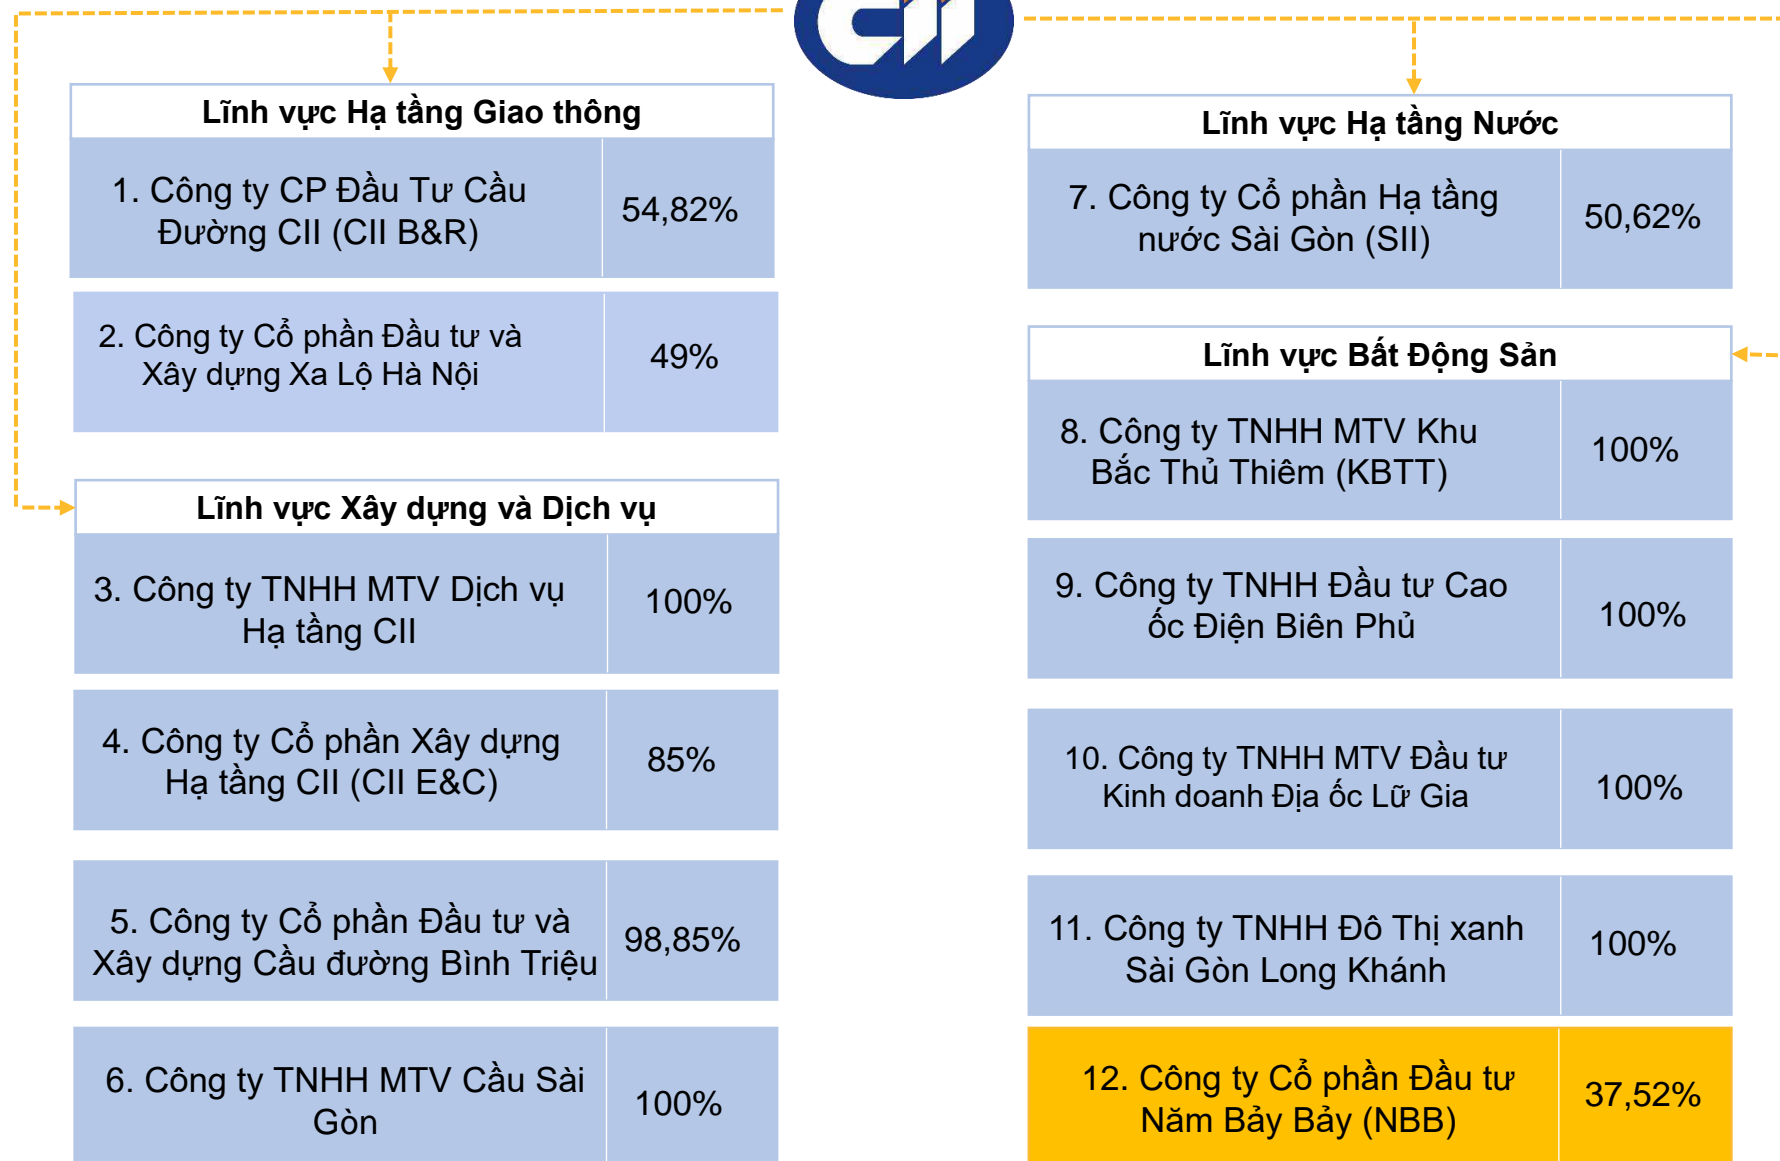 CII
Lĩnh vực Hạ tầng Giao thông
1. Công ty CP Đầu Tư Cầu
Đường CII (CII B&R)
54,82%
2. Công ty Cổ phần Đầu tư và
Xây dựng Xa Lộ Hà Nội
49%
Lĩnh vực Xây dựng và Dịch vụ
3. Công ty TNHH MTV Dịch vụ
Hạ tầng CII
100%
4. Công ty Cổ phần Xây dựng
Hạ tầng CII (CII E&C)
85%
5. Công ty Cổ phần Đầu tư và
Xây dựng Cầu đường Bình Triệu
98,85%
6. Công ty TNHH MTV Cầu Sài
Gòn
100%
Lĩnh vực Hạ tầng Nước
7. Công ty Cổ phần Hạ tầng
nước Sài Gòn (SII)
50,62%
Lĩnh vực Bất Động Sản
8. Công ty TNHH MTV Khu
Bắc Thủ Thiêm (KBTT)
100%
9. Công ty TNHH Đầu tư Cao
ốc Điện Biên Phủ
100%
10. Công ty TNHH MTV Đầu tư
Kinh doanh Địa ốc Lữ Gia
100%
11. Công ty TNHH Đô Thị xanh
Sài Gòn Long Khánh
100%
12. Công ty Cổ phần Đầu tư
Năm Bảy Bảy (NBB)
37,52%